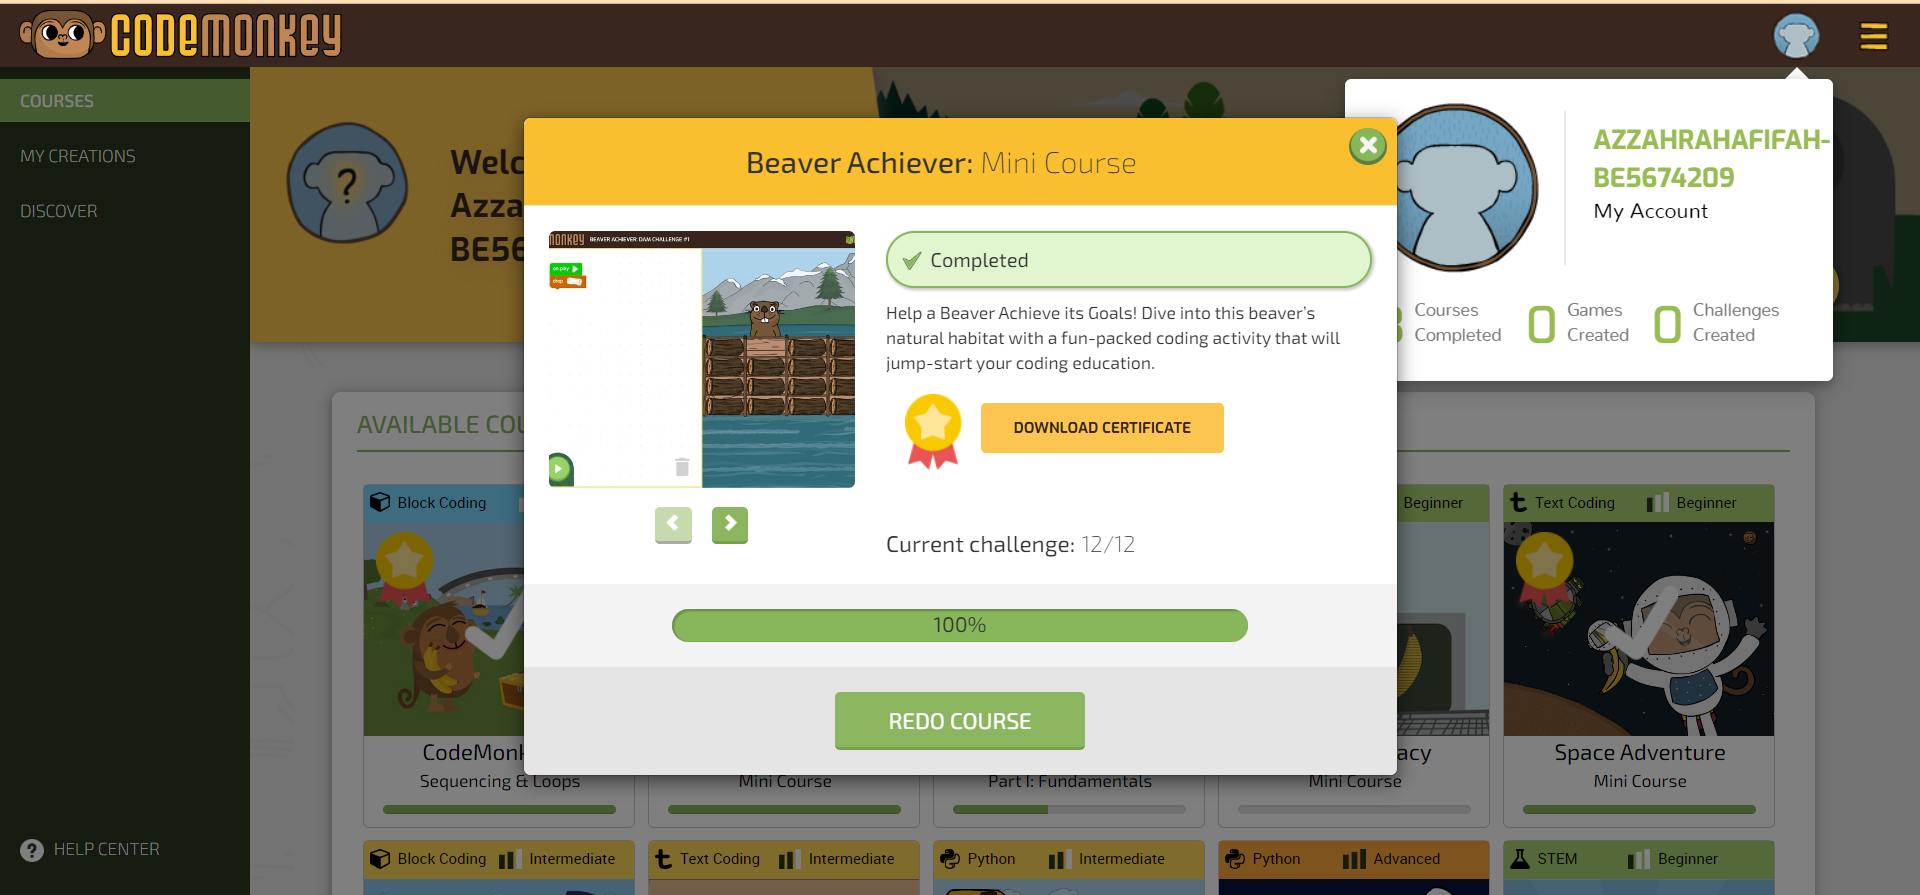 CODEMONKEY
COURSES
MY CREATIONS
DISCOVER
HELP CENTER
Welc
Azza
BE56
AZZAHRAHAFIFAH-
BE5674209
My Account
Courses
Completed
0 Games
Created
0 Challenges
Created
Beaver Achiever: Mini Course
MONKEY BEAVER ACHIEVER: DAM CHALLENGE #1
on play
drop
Completed
Help a Beaver Achieve its Goals! Dive into this beaver's
natural habitat with a fun-packed coding activity that will
jump-start your coding education.
DOWNLOAD CERTIFICATE
Current challenge: 12/12
100%
REDO COURSE
AVAILABLE COU
Block Coding
Beginner
Text Coding Beginner
CodeMonk
Sequencing & Loops
Mini Course
Part I: Fundamentals
acy
Mini Course
Space Adventure
Mini Course
Block Coding Intermediate
Text Coding Intermediate
Python Intermediate
Python Advanced
STEM Beginner